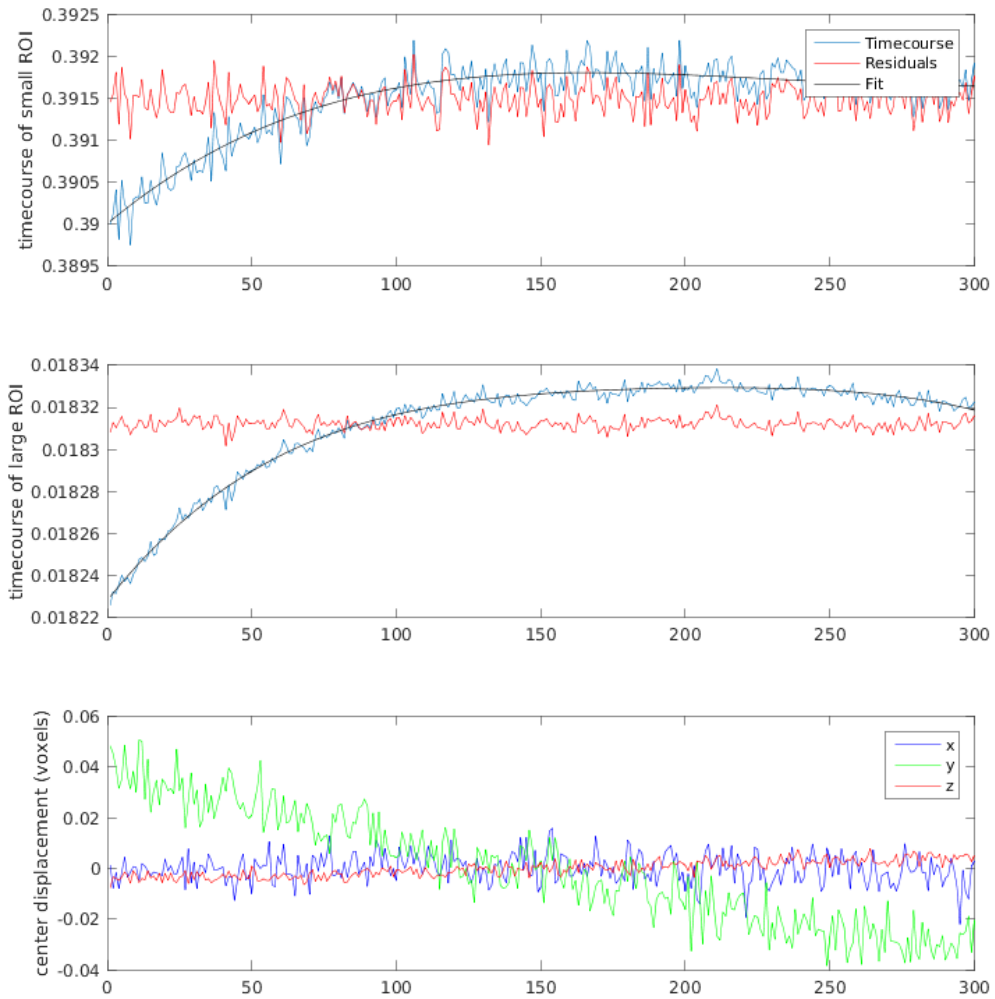 0.3925
0.392
0.3915
0.391
0.3905
0.39
0.3895
timecourse of small ROI
Timecourse
Residuals
Fit
0 50 100 150 200 250 300
0.01834
0.01832
0.0183
0.01828
0.01826
0.01824
0.01822
timecourse of large ROI
0 50 100 150 200 250 300
0.06
0.04
0.02
0
-0.02
-0.04
center displacement (voxels)
x
y
z
0 50 100 150 200 250 300